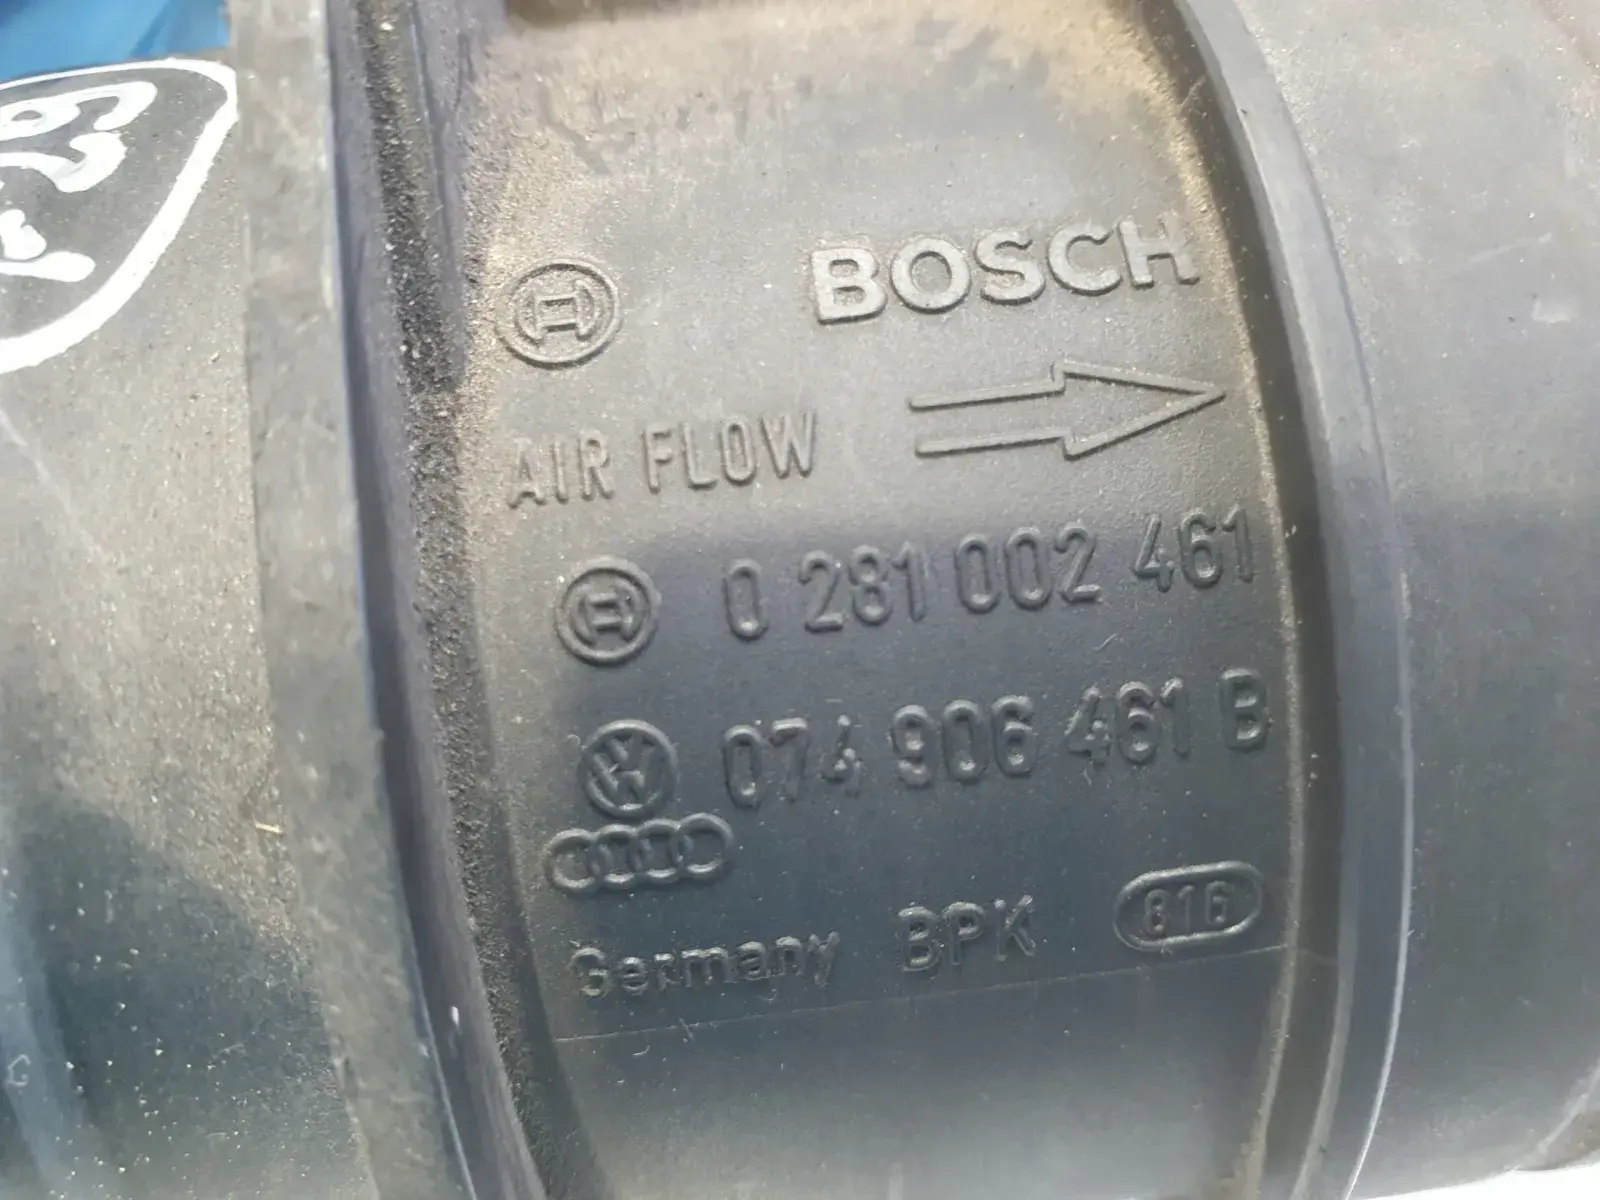 BOSCH
AIR FLOW
0 281 002 461
074 906 461 B
Germany BPK 816